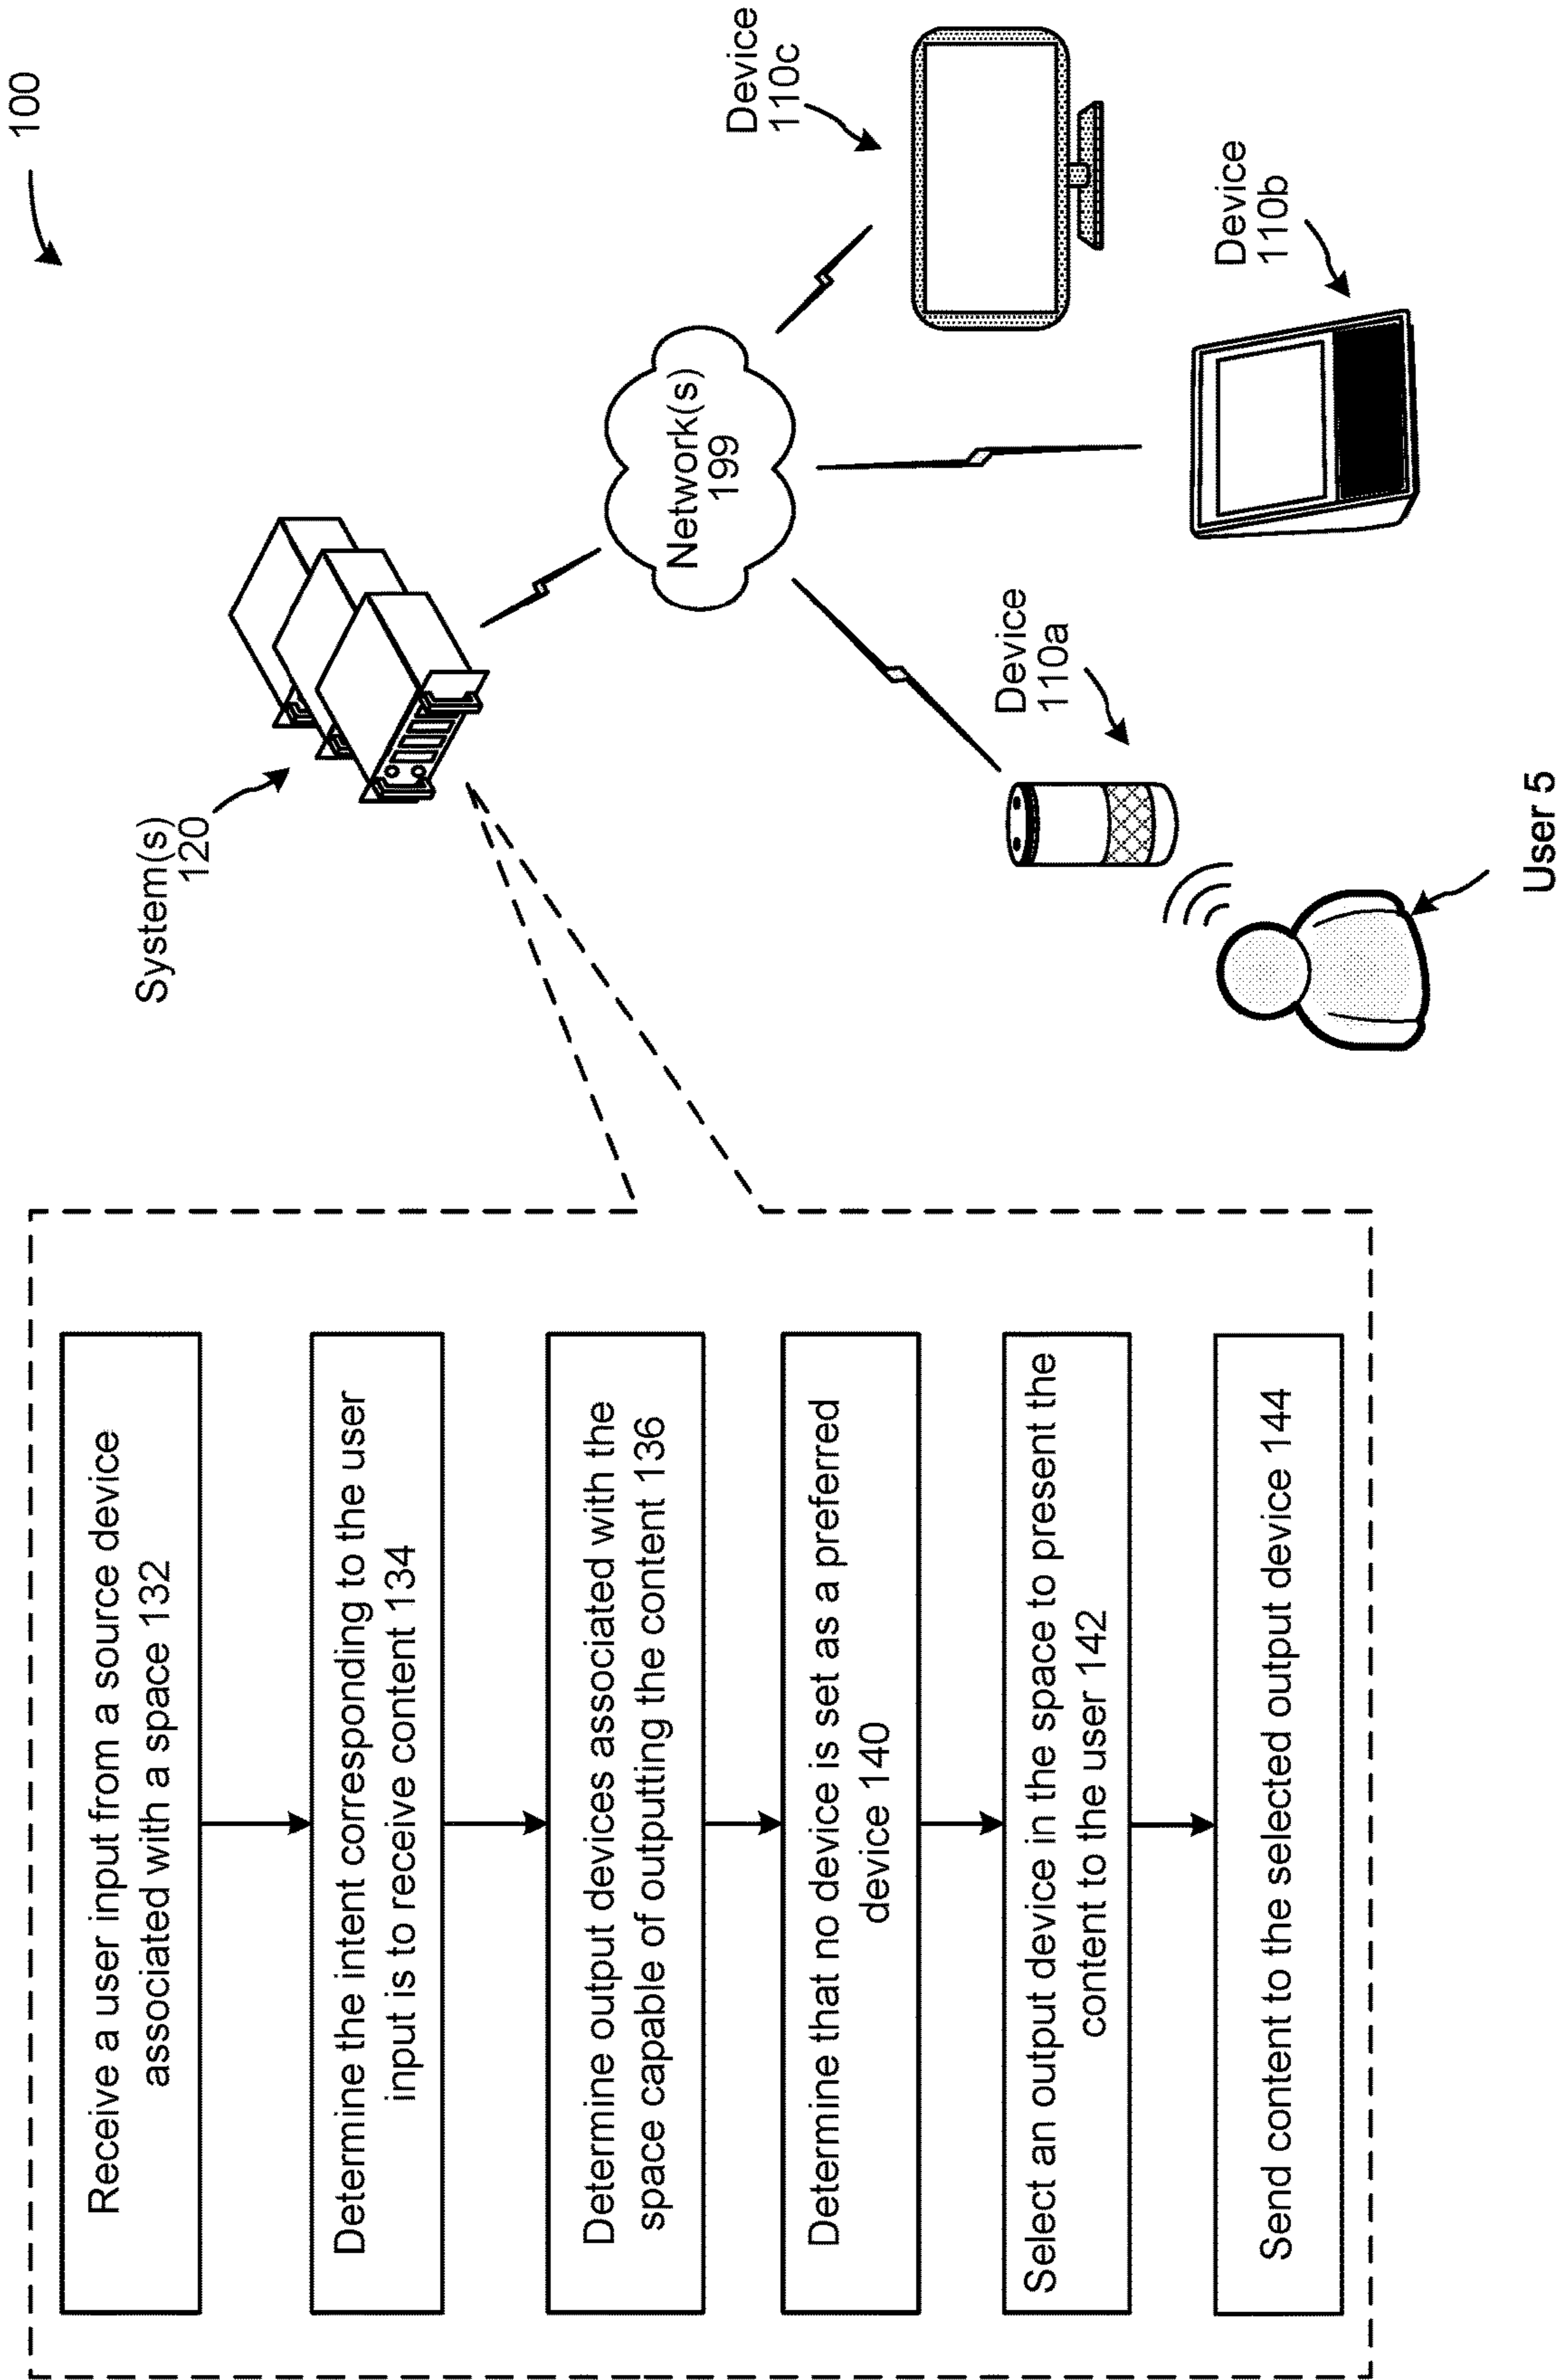 100
System(s)
120
Network(s)
199
Device
110c
Device
110b
Device
110a
User 5
Receive a user input from a source device
associated with a space 132
Determine the intent corresponding to the user
input is to receive content 134
Determine output devices associated with the
space capable of outputting the content 136
Determine that no device is set as a preferred
device 140
Select an output device in the space to present the
content to the user 142
Send content to the selected output device 144